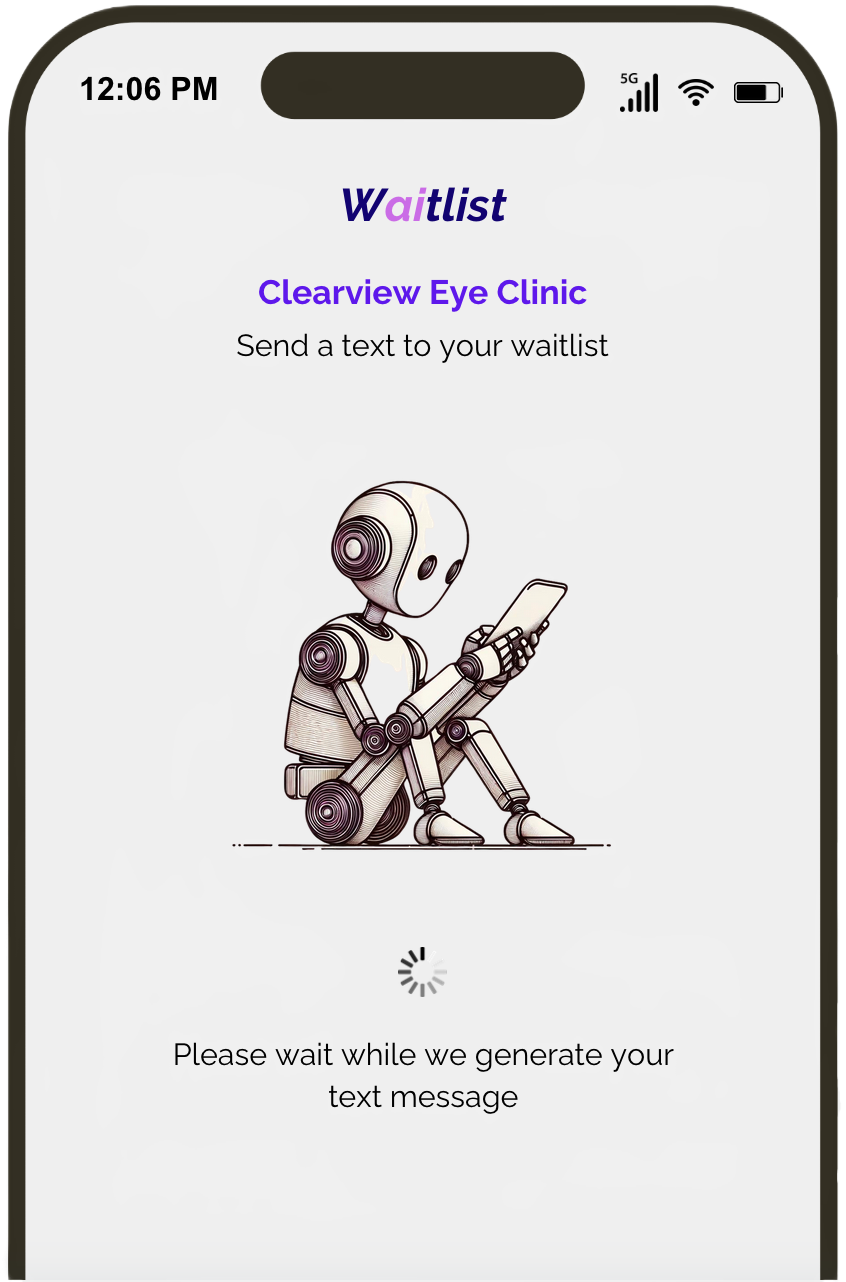 12:06 PM
5G
Waitlist
Clearview Eye Clinic
Send a text to your waitlist
Please wait while we generate your
text message